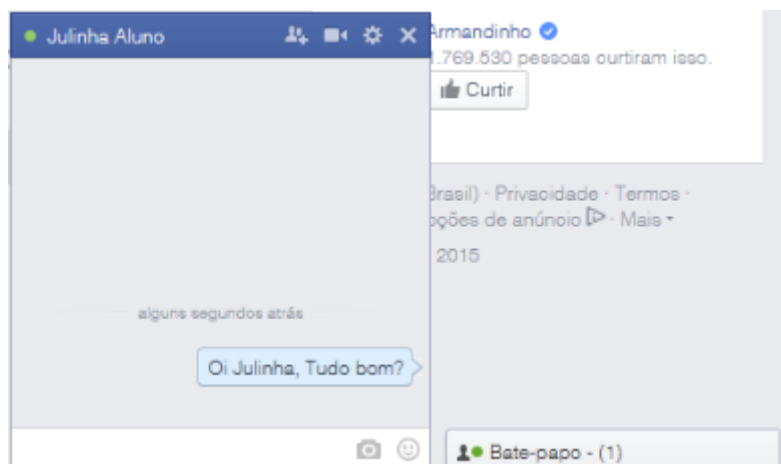 Julinha Aluno
alguns segundos atrás
Oi Julinha, Tudo bom?
Armandinho
1.769.530 pessoas curtiram isso.
Curtir
Brasil) · Privacidade · Termos ·
pções de anúncio · Mais
2015
Bate-papo - (1)